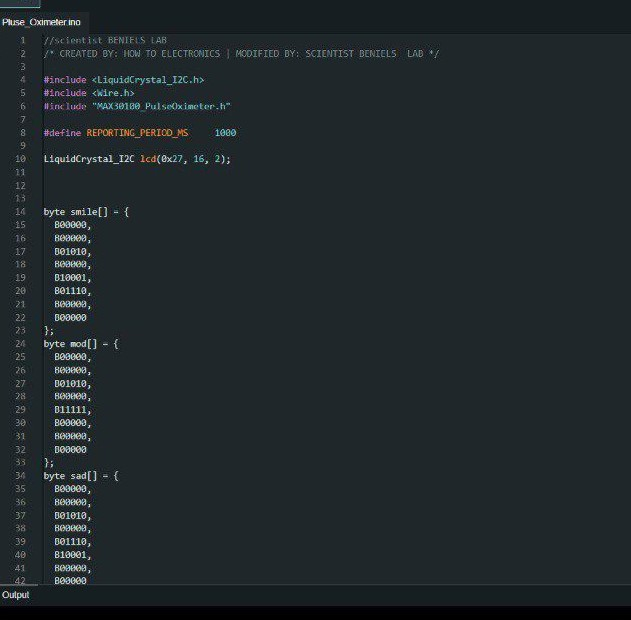 Pluse_Oximeter.ino
1 //scientist BENIELS LAB
2 /* CREATED BY: HOW TO ELECTRONICS | MODIFIED BY: SCIENTIST BENIELS  LAB */
3
4 #include <LiquidCrystal_I2C.h>
5 #include <Wire.h>
6 #include "MAX30100_PulseOximeter.h"
7
8 #define REPORTING_PERIOD_MS     1000
9
10 LiquidCrystal_I2C lcd(0x27, 16, 2);
11
12
13
14 byte smile[] = {
15   B00000,
16   B00000,
17   B01010,
18   B00000,
19   B10001,
20   B01110,
21   B00000,
22   B00000
23 };
24 byte mod[] = {
25   B00000,
26   B00000,
27   B01010,
28   B00000,
29   B11111,
30   B00000,
31   B00000,
32   B00000
33 };
34 byte sad[] = {
35   B00000,
36   B00000,
37   B01010,
38   B00000,
39   B01110,
40   B10001,
41   B00000,
42   B00000
Output